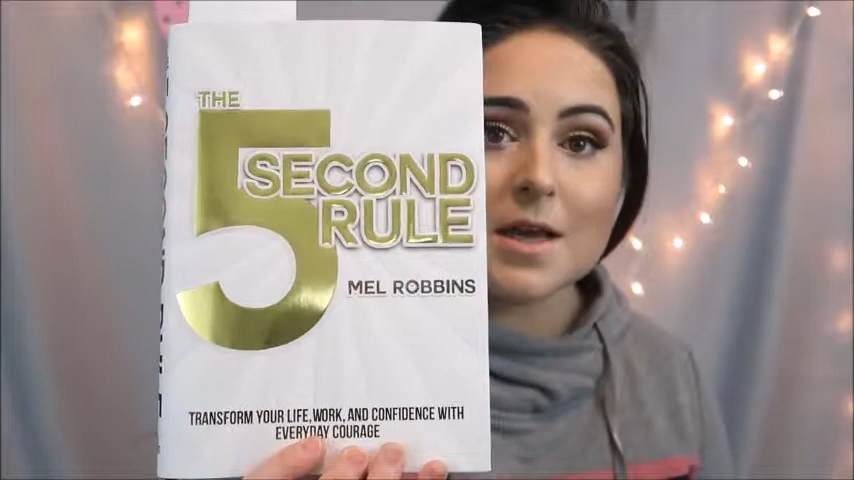 THE
5 SECOND
RULE
MEL ROBBINS
TRANSFORM YOUR LIFE, WORK, AND CONFIDENCE WITH
EVERYDAY COURAGE